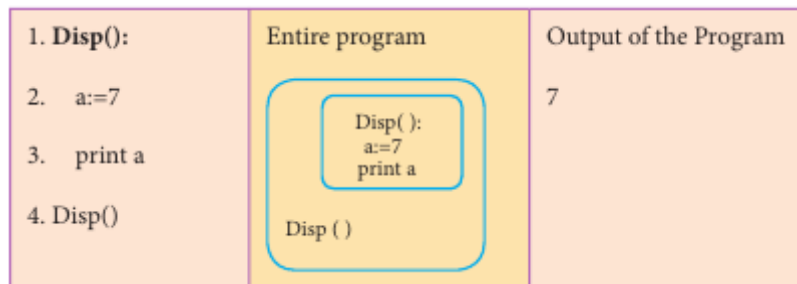 1. Disp():
2. a:=7
3. print a
4. Disp()
Entire program
Disp( ):
a:=7
print a
Disp ( )
Output of the Program
7